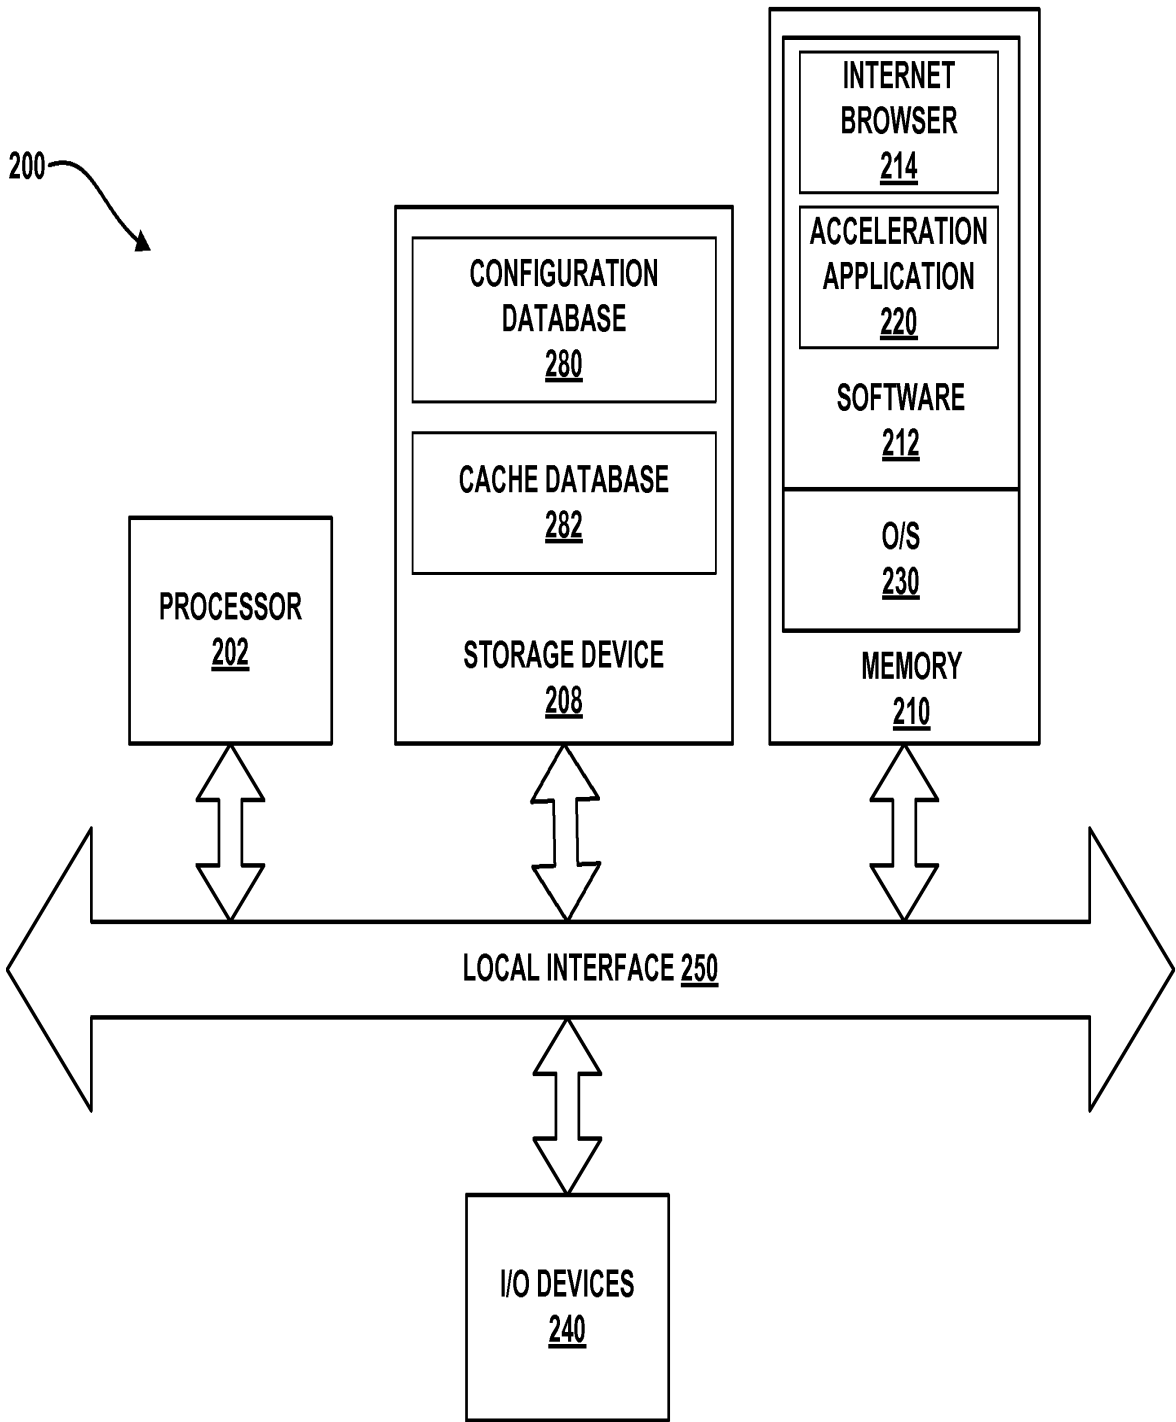 200
INTERNET
BROWSER
214
ACCELERATION
APPLICATION
220
SOFTWARE
212
O/S
230
MEMORY
210
CONFIGURATION
DATABASE
280
CACHE DATABASE
282
STORAGE DEVICE
208
PROCESSOR
202
LOCAL INTERFACE 250
I/O DEVICES
240